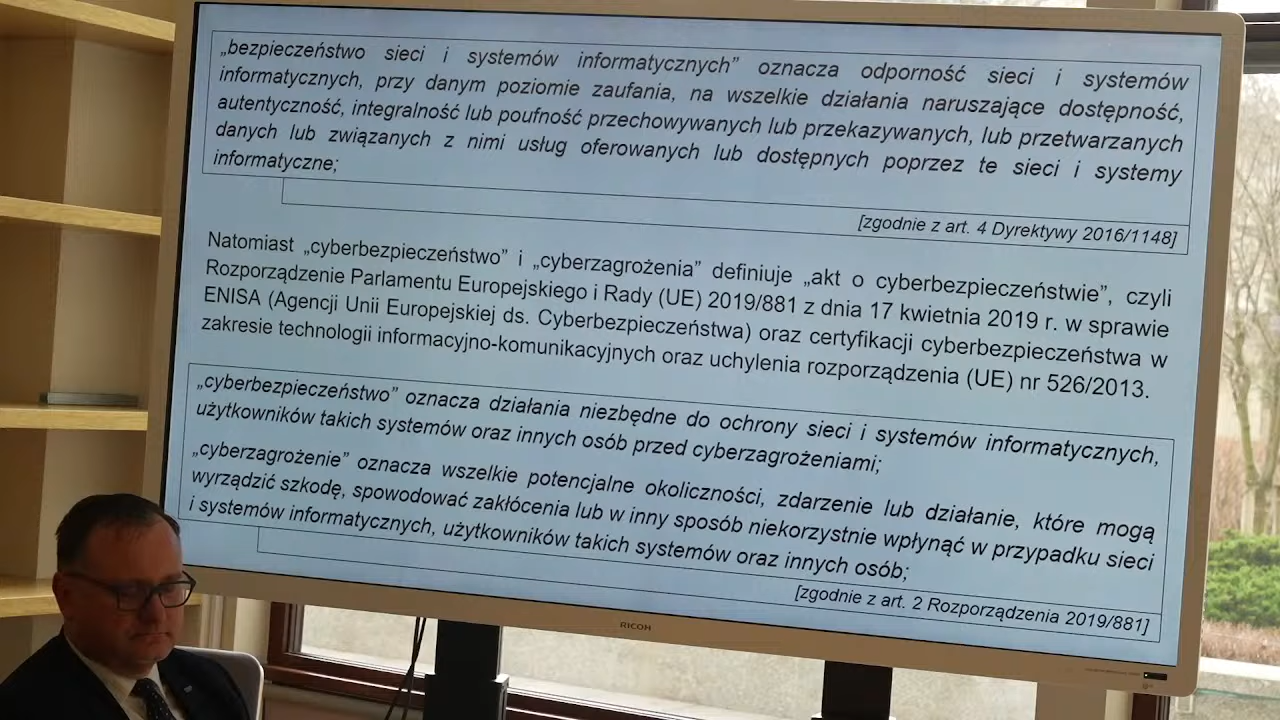 „bezpieczeństwo sieci i systemów informatycznych” oznacza odporność sieci i systemów
informatycznych, przy danym poziomie zaufania, na wszelkie działania naruszające dostępność,
autentyczność, integralność lub poufność przechowywanych lub przekazywanych, lub przetwarzanych
danych lub związanych z nimi usług oferowanych lub dostępnych poprzez te sieci i systemy
informatyczne;
[zgodnie z art. 4 Dyrektywy 2016/1148]
Natomiast „cyberbezpieczeństwo” i „cyberzagrożenia” definiuje „akt o cyberbezpieczeństwie”, czyli
Rozporządzenie Parlamentu Europejskiego i Rady (UE) 2019/881 z dnia 17 kwietnia 2019 r. w sprawie
ENISA (Agencji Unii Europejskiej ds. Cyberbezpieczeństwa) oraz certyfikacji cyberbezpieczeństwa w
zakresie technologii informacyjno-komunikacyjnych oraz uchylenia rozporządzenia (UE) nr 526/2013.
„cyberbezpieczeństwo” oznacza działania niezbędne do ochrony sieci i systemów informatycznych,
użytkowników takich systemów oraz innych osób przed cyberzagrożeniami;
„cyberzagrożenie” oznacza wszelkie potencjalne okoliczności, zdarzenie lub działanie, które mogą
wyrządzić szkodę, spowodować zakłócenia lub w inny sposób niekorzystnie wpłynąć w przypadku sieci
i systemów informatycznych, użytkowników takich systemów oraz innych osób;
[zgodnie z art. 2 Rozporządzenia 2019/881]
RICOH